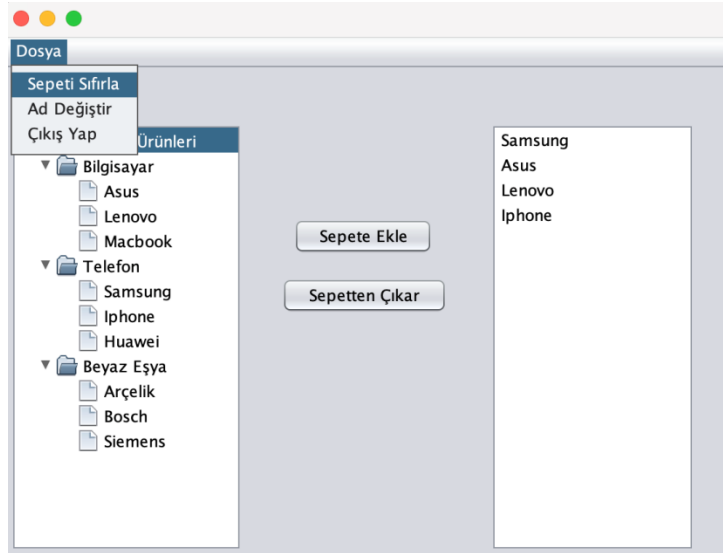 Dosya
Sepeti Sıfırla
Ad Değiştir
Çıkış Yap
Ürünleri
Bilgisayar
Asus
Lenovo
Macbook
Telefon
Samsung
Iphone
Huawei
Beyaz Eşya
Arçelik
Bosch
Siemens
Sepete Ekle
Sepetten Çıkar
Samsung
Asus
Lenovo
Iphone